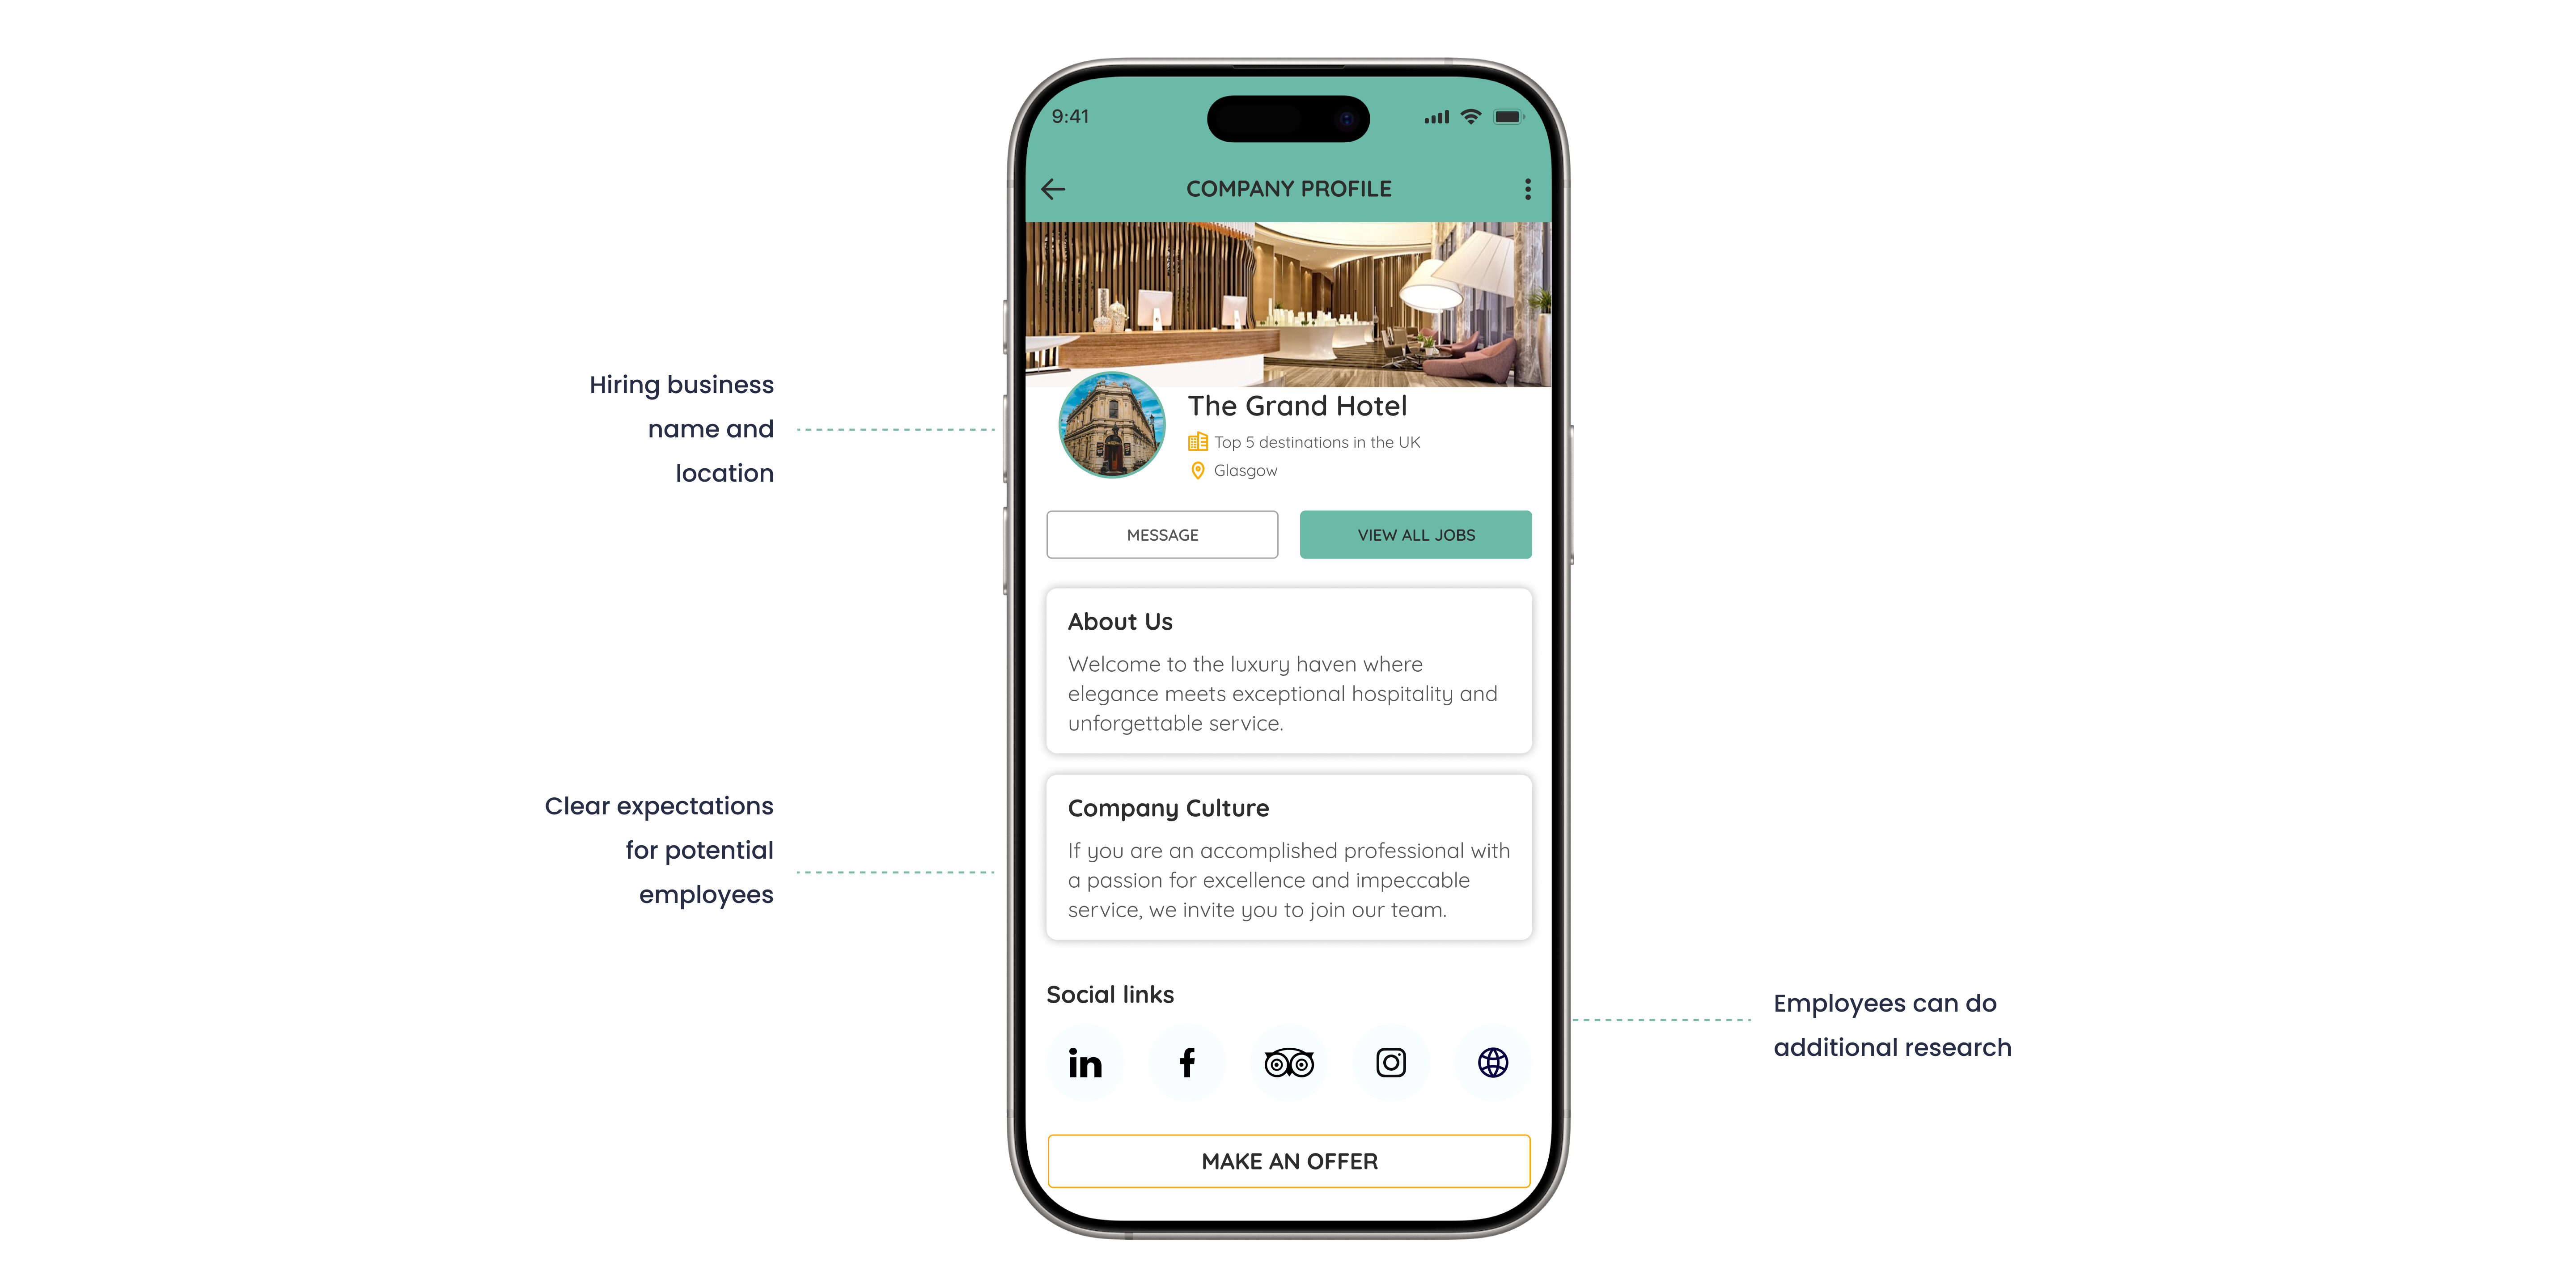 9:41
COMPANY PROFILE
Hiring business
name and
location
The Grand Hotel
Top 5 destinations in the UK
Glasgow
MESSAGE
VIEW ALL JOBS
About Us
Welcome to the luxury haven where
elegance meets exceptional hospitality and
unforgettable service.
Clear expectations
for potential
employees
Company Culture
If you are an accomplished professional with
a passion for excellence and impeccable
service, we invite you to join our team.
Social links
in
f
Employees can do
additional research
MAKE AN OFFER